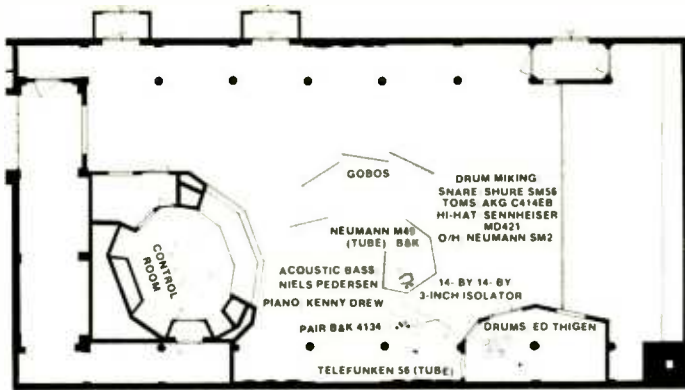 GOBOS
DRUM MIKING
SNARE SHURE SM56
TOMS AKG C414EB
HI-HAT SENNHEISER
MD421
O/H NEUMANN SM2
NEUMANN M49
(TUBE) B&K
CONTROL
ROOM
ACOUSTIC BASS
NIELS PEDERSEN
PIANO: KENNY DREW
14- BY 14- BY
3-INCH ISOLATOR
PAIR B&K 4134
DRUMS ED THIGEN
TELEFUNKEN 56 (TUBE)